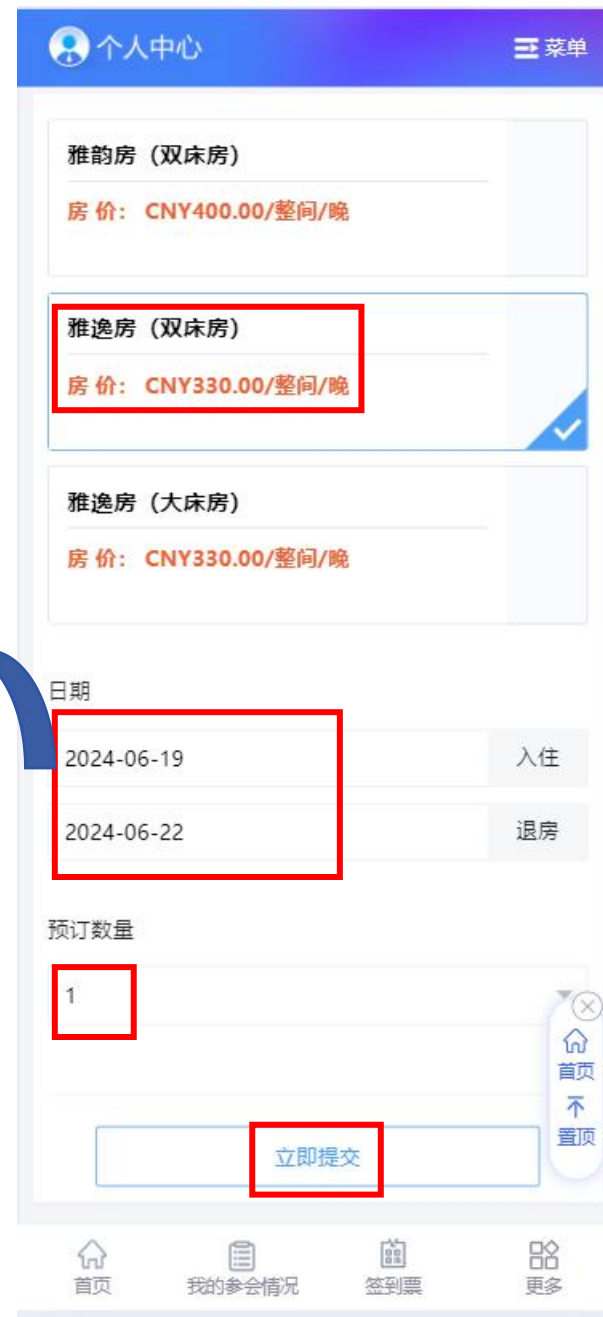 个人中心
菜单
雅韵房（双床房）
房 价： CNY400.00/整间/晚
雅逸房（双床房）
房 价： CNY330.00/整间/晚
雅逸房（大床房）
房 价： CNY330.00/整间/晚
日期
2024-06-19 入住
2024-06-22 退房
预订数量
1
首页
置顶
立即提交
首页 我的参会情况 签到票 更多